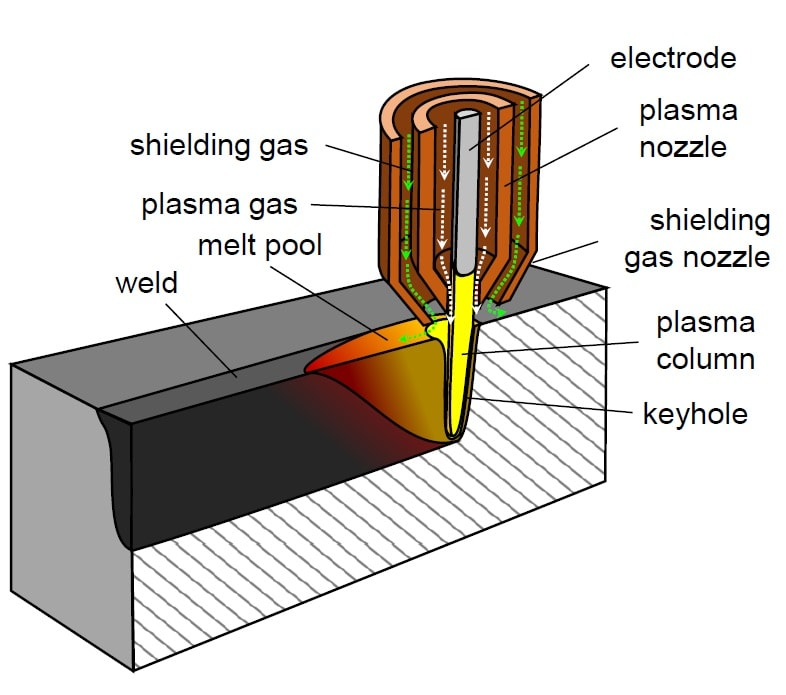 electrode
plasma
nozzle
shielding gas
plasma gas
shielding
gas nozzle
melt pool
weld
plasma
column
keyhole